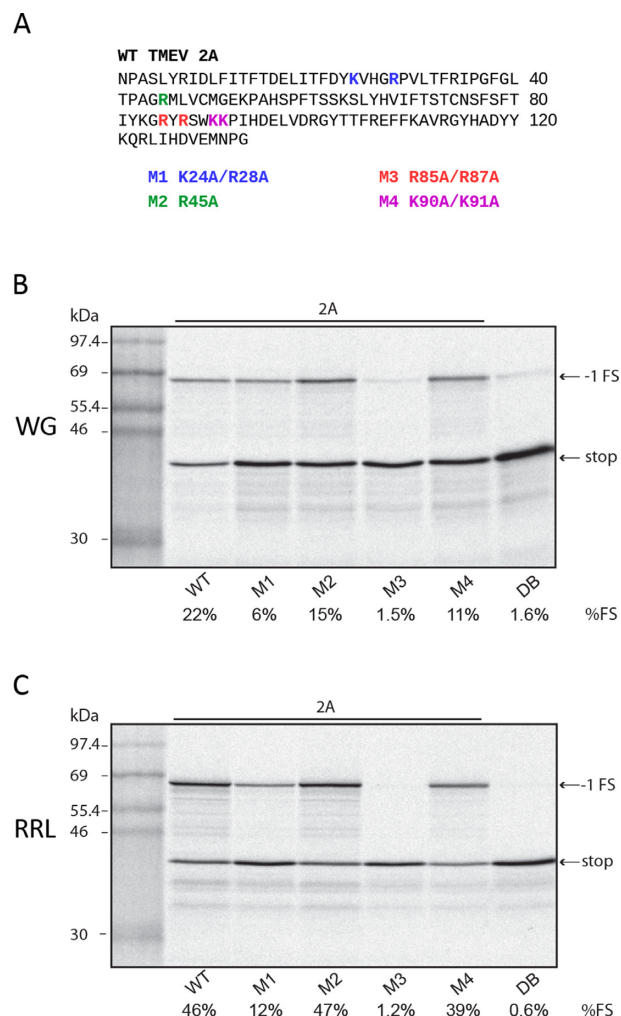 A
WT TMEV 2A
NPASLYRIDLFITFTDELITFDYKVHGRPVLTFRIPGFGL 40
TPAGRMLVCMGEKPAHSPFTSSKSLYHVIFTSTCNSFSFT 80
IYKGRYRSWKKPIHDELVDRGYTTFREFFKAVRGYHADYY 120
KQRLIHDVEMNPG
M1 K24A/R28A M3 R85A/R87A
M2 R45A M4 K90A/K91A
B
2A
kDa
97.4-
69 -
← -1 FS
55.4-
WG
46 -
← stop
30 -
WT M1 M2 M3 M4 DB
22% 6% 15% 1.5% 11% 1.6% %FS
C
2A
kDa
97.4-
69 -
← -1 FS
55.4-
RRL
46 -
← stop
30 -
WT M1 M2 M3 M4 DB
46% 12% 47% 1.2% 39% 0.6% %FS